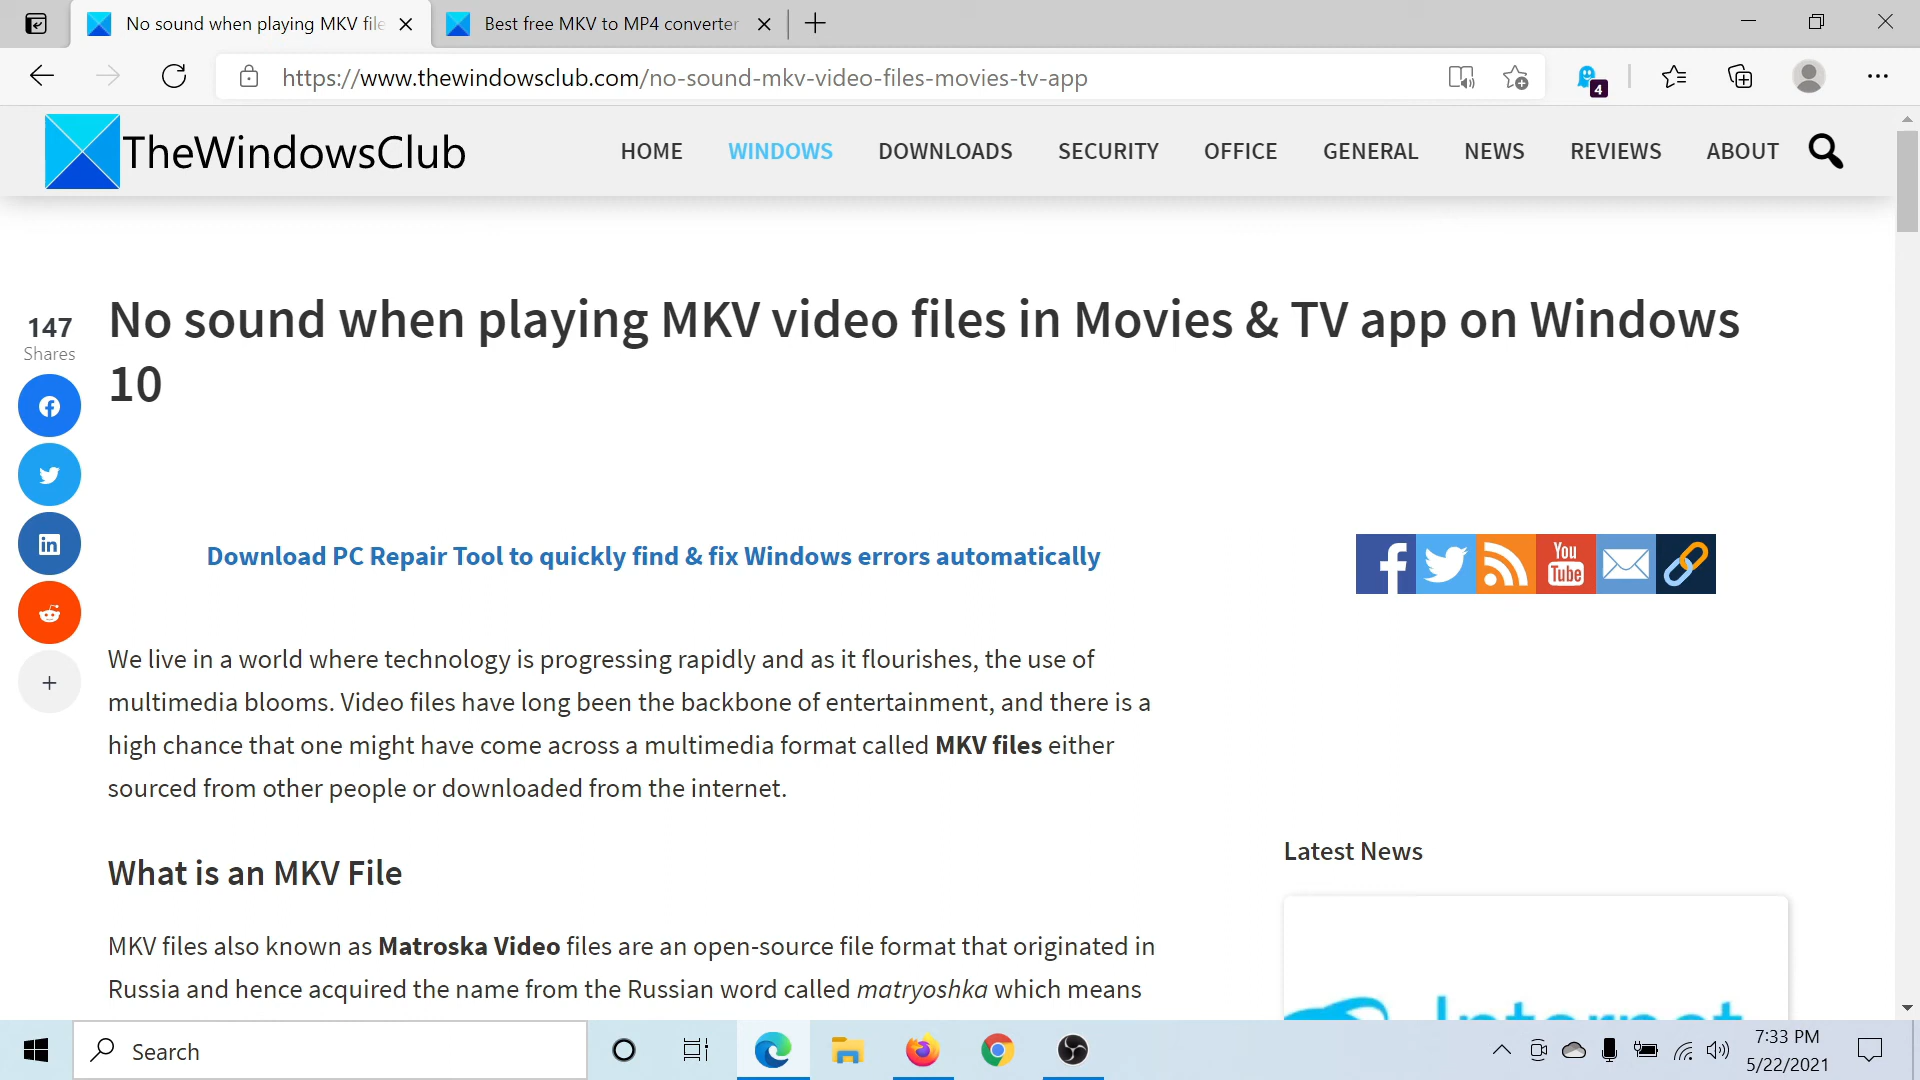 No sound when playing MKV file
Best free MKV to MP4 converter
https://www.thewindowsclub.com/no-sound-mkv-video-files-movies-tv-app
4
TheWindowsClub
HOME WINDOWS DOWNLOADS SECURITY OFFICE GENERAL NEWS REVIEWS ABOUT
147
Shares
No sound when playing MKV video files in Movies & TV app on Windows
10
Download PC Repair Tool to quickly find & fix Windows errors automatically
You
Tube
We live in a world where technology is progressing rapidly and as it flourishes, the use of
multimedia blooms. Video files have long been the backbone of entertainment, and there is a
high chance that one might have come across a multimedia format called MKV files either
sourced from other people or downloaded from the internet.
What is an MKV File
MKV files also known as Matroska Video files are an open-source file format that originated in
Russia and hence acquired the name from the Russian word called matryoshka which means
Latest News
Internet
Search
7:33 PM
5/22/2021